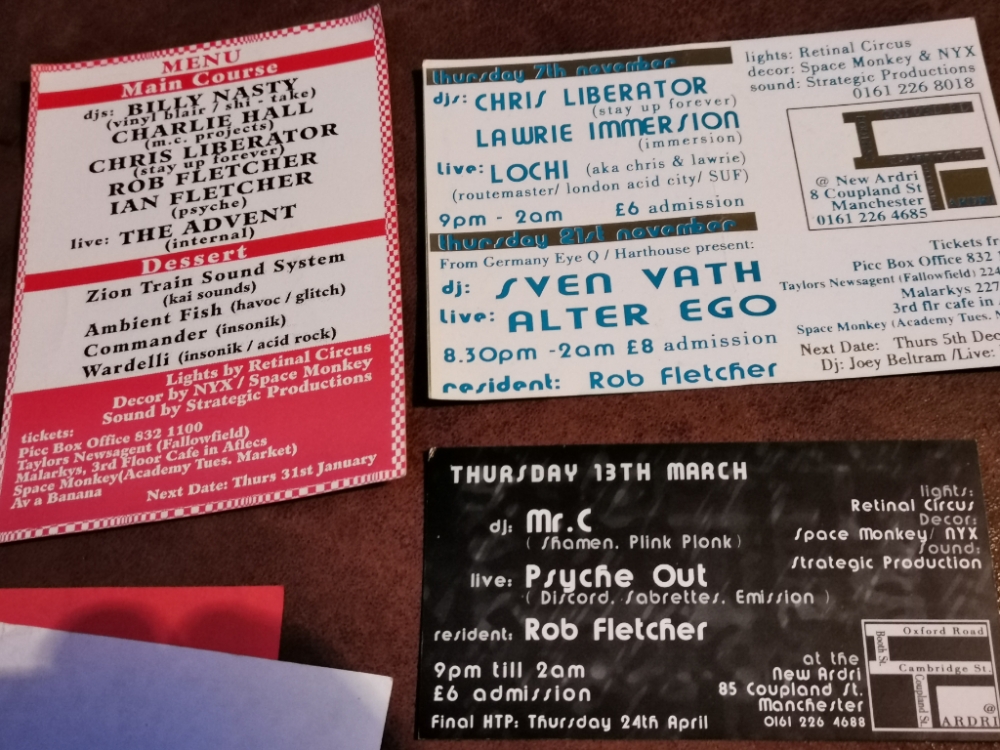 MENU
Main Course
djs: BILLY NASTY
(vinyl blair / shi - take)
CHARLIE HALL
(m.c. projects)
CHRIS LIBERATOR
(stay up forever)
ROB FLETCHER
IAN FLETCHER
(psyche)
live: THE ADVENT
(internal)
Dessert
Zion Train Sound System
(kai sounds)
Ambient Fish (havoc / glitch)
Commander (insonik)
Wardelli (insonik / acid rock)
Lights by Retinal Circus
Decor by NYX / Space Monkey
Sound by Strategic Productions
tickets:
Picc Box Office 832 1100
Taylors Newsagent (Fallowfield)
Malarkys, 3rd Floor Cafe in Aflecs
Space Monkey(Academy Tues. Market)
Av a Banana
Next Date: Thurs 31st January
thursday 7th november
djs: CHRIS LIBERATOR
(stay up forever)
LAWRIE IMMERSION
(immersion)
Live: LOCHI (aka chris & lawrie)
(routemaster/ london acid city/ SUF)
9pm - 2am £6 admission
thursday 21st november
From Germany Eye Q / Harthouse present:
dj: SVEN VATH
Live: ALTER EGO
8.30pm -2am £8 admission
resident: Rob Fletcher
lights: Retinal Circus
decor: Space Monkey & NYX
sound: Strategic Productions
0161 226 8018
@ New Ardri
8 Coupland St
Manchester
0161 226 4685
Tickets
Picc Box Office 832
Taylors Newsagent (Fallowfield) 224
Malarkys 227
3rd flr cafe in
Space Monkey (Academy Tues.
Next Date: Thurs 5th Dec
Dj: Joey Beltram /Live:
THURSDAY 13TH MARCH
dj: Mr.C
( Shamen. Plink Plonk )
live: Psyche Out
( Discord. Sabrettes. Emission )
resident: Rob Fletcher
9pm till 2am
£6 admission
Final HTP: Thursday 24th April
lights:
Retinal Circus
Decor:
Space Monkey/ NYX
Sound:
Strategic Production
at the
New Ardri
85 Coupland St.
Manchester
0161 226 4688
Oxford Road
Booth St.
Cambridge St.
Coupland St.
@
ARDRI